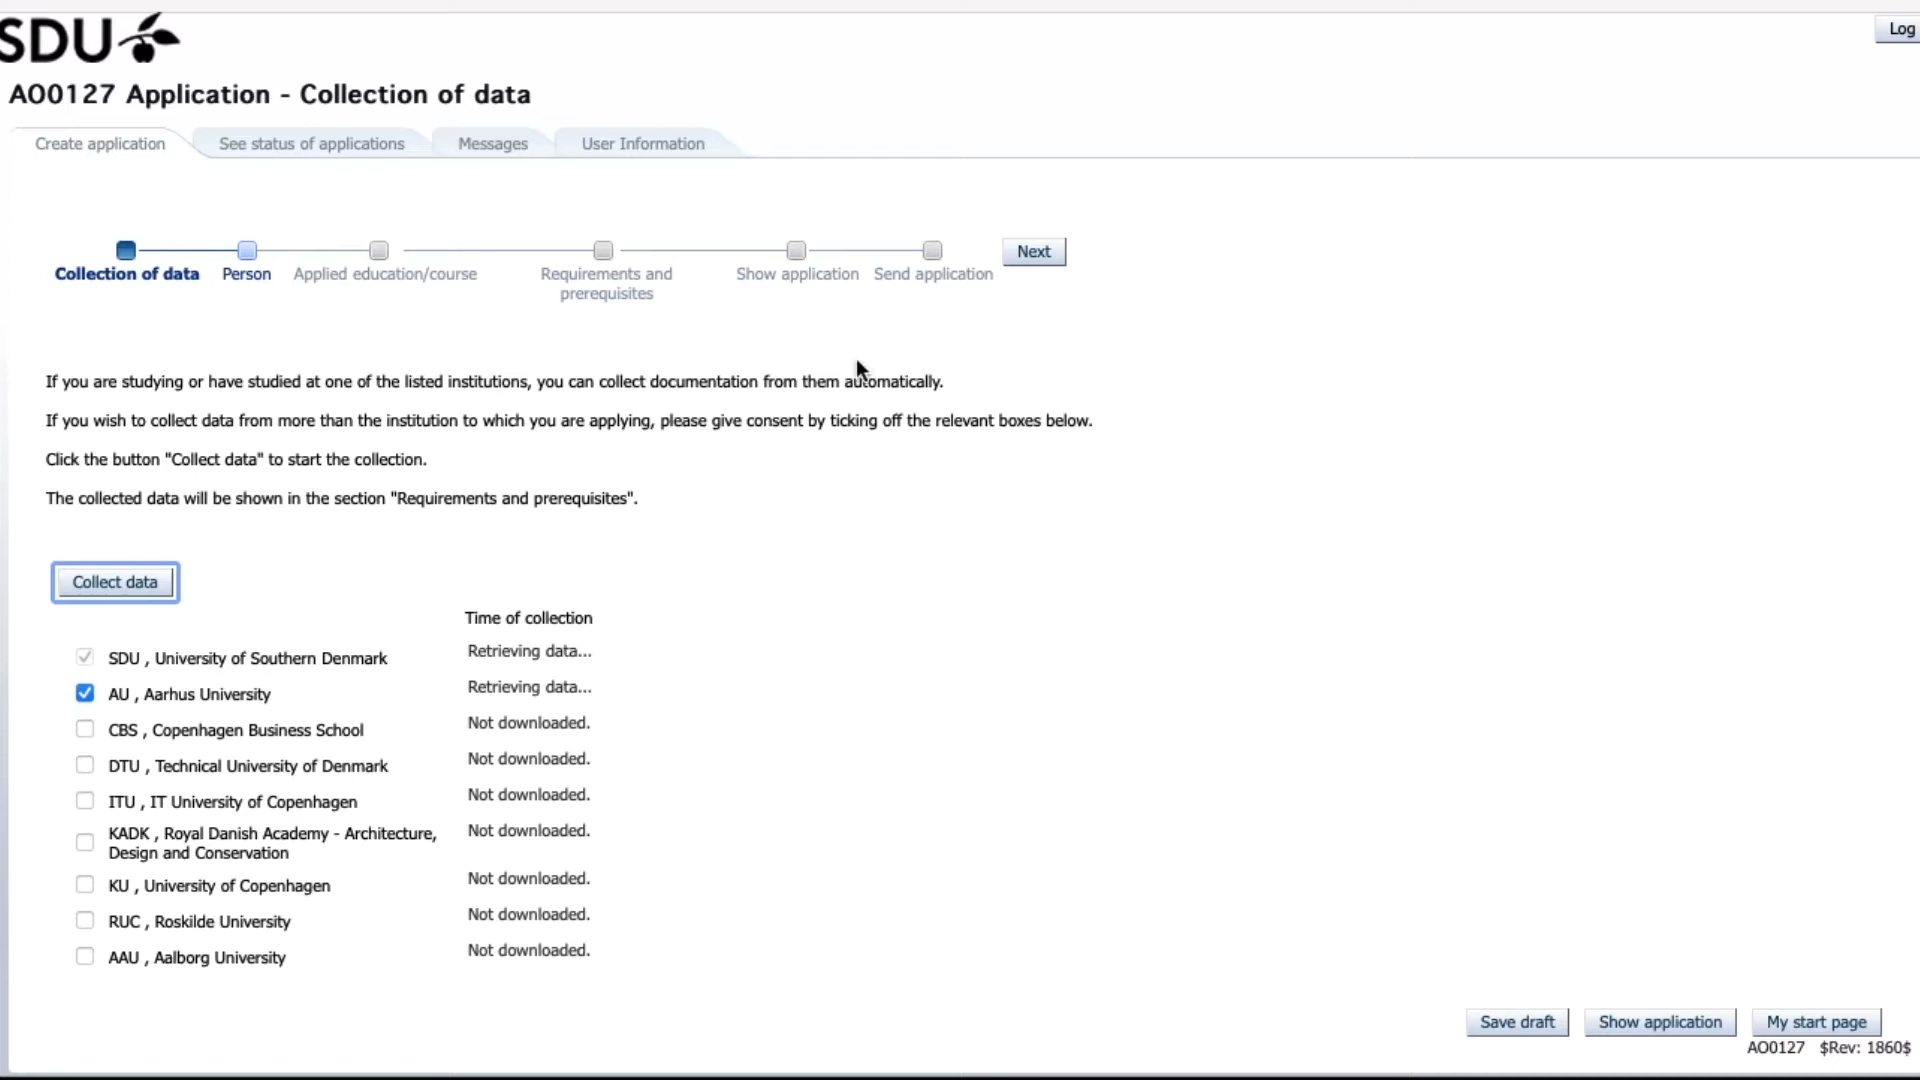 SDU
Log
AO0127 Application - Collection of data
Create application
See status of applications
Messages
User Information
Next
Collection of data
Person
Applied education/course
Requirements and
prerequisites
Show application
Send application
If you are studying or have studied at one of the listed institutions, you can collect documentation from them automatically.
If you wish to collect data from more than the institution to which you are applying, please give consent by ticking off the relevant boxes below.
Click the button "Collect data" to start the collection.
The collected data will be shown in the section "Requirements and prerequisites".
Collect data
Time of collection
SDU , University of Southern Denmark
Retrieving data...
AU , Aarhus University
Retrieving data...
CBS , Copenhagen Business School
Not downloaded.
DTU , Technical University of Denmark
Not downloaded.
ITU , IT University of Copenhagen
Not downloaded.
KADK , Royal Danish Academy - Architecture,
Design and Conservation
Not downloaded.
KU , University of Copenhagen
Not downloaded.
RUC , Roskilde University
Not downloaded.
AAU , Aalborg University
Not downloaded.
Save draft
Show application
My start page
AO0127 $Rev: 1860$